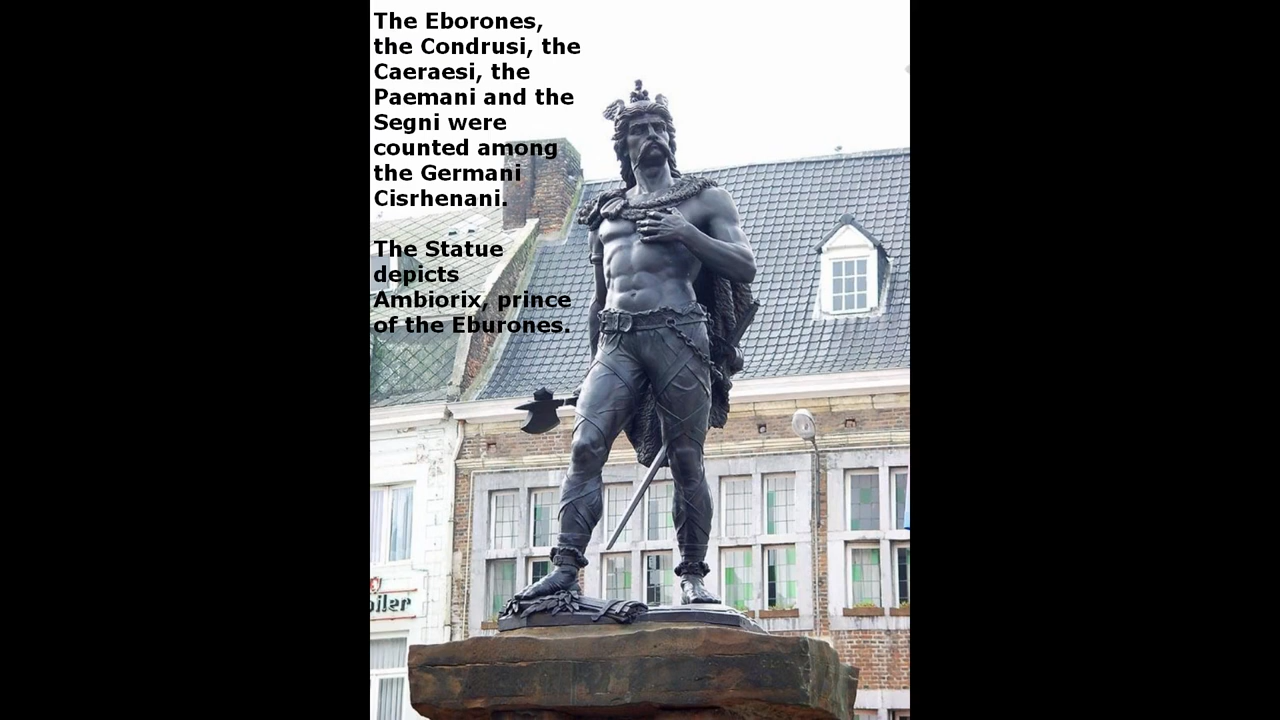 The Eborones,
the Condrusi, the
Caeraesi, the
Paemani and the
Segni were
counted among
the Germani
Cisrhenani.
The Statue
depicts
Ambiorix, prince
of the Eburones.